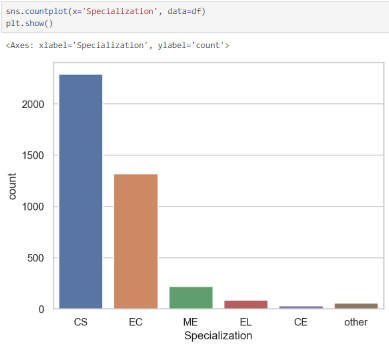 sns.countplot(x='Specialization', data=df)
plt.show()
<Axes: xlabel='Specialization', ylabel='count'>
2000
1500
1000
500
0
count
CS EC ME EL CE other
Specialization